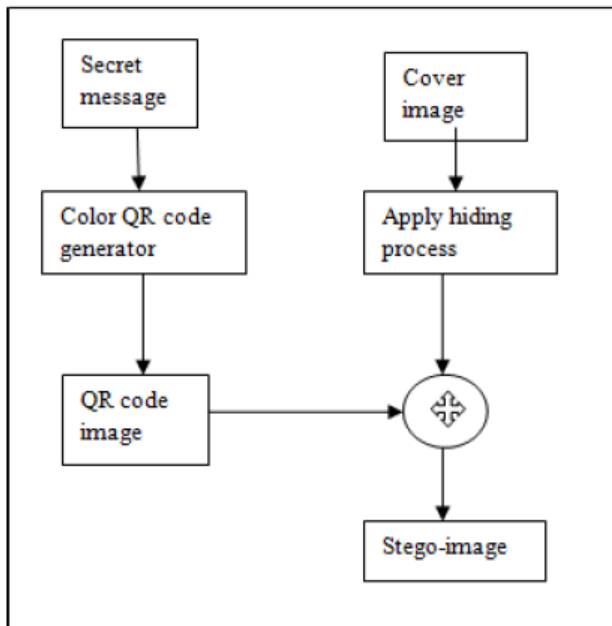 Secret
message
Cover
image
Color QR code
generator
Apply hiding
process
QR code
image
Stego-image